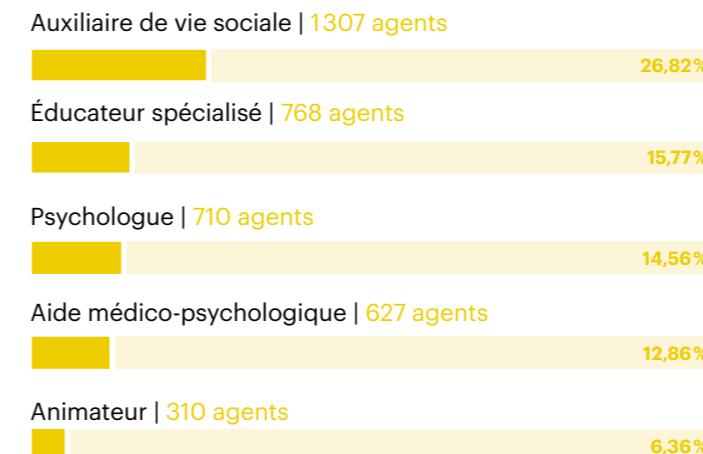 Auxiliaire de vie sociale | 1307 agents
26,82%
Éducateur spécialisé | 768 agents
15,77%
Psychologue | 710 agents
14,56%
Aide médico-psychologique | 627 agents
12,86%
Animateur | 310 agents
6,36%